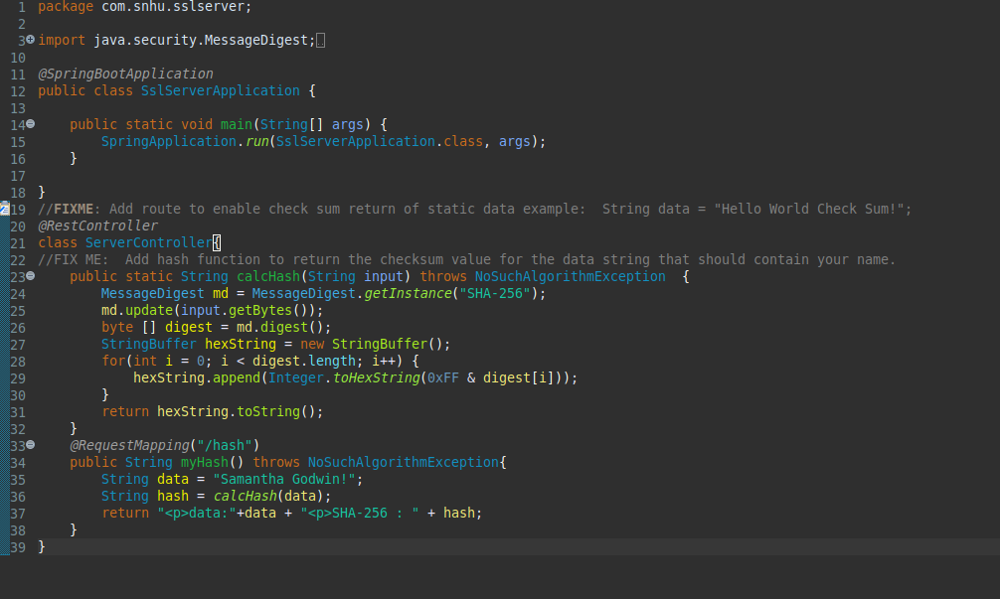 1 package com.snhu.sslserver;
2
3 import java.security.MessageDigest;
10
11 @SpringBootApplication
12 public class SslServerApplication {
13
14     public static void main(String[] args) {
15         SpringApplication.run(SslServerApplication.class, args);
16     }
17
18 }
19 //FIXME: Add route to enable check sum return of static data example:  String data = "Hello World Check Sum!";
20 @RestController
21 class ServerController{
22 //FIX ME:  Add hash function to return the checksum value for the data string that should contain your name.
23     public static String calcHash(String input) throws NoSuchAlgorithmException  {
24         MessageDigest md = MessageDigest.getInstance("SHA-256");
25         md.update(input.getBytes());
26         byte [] digest = md.digest();
27         StringBuffer hexString = new StringBuffer();
28         for(int i = 0; i < digest.length; i++) {
29             hexString.append(Integer.toHexString(0xFF & digest[i]));
30         }
31         return hexString.toString();
32     }
33     @RequestMapping("/hash")
34     public String myHash() throws NoSuchAlgorithmException{
35         String data = "Samantha Godwin!";
36         String hash = calcHash(data);
37         return "<p>data:"+data + "<p>SHA-256 : " + hash;
38     }
39 }